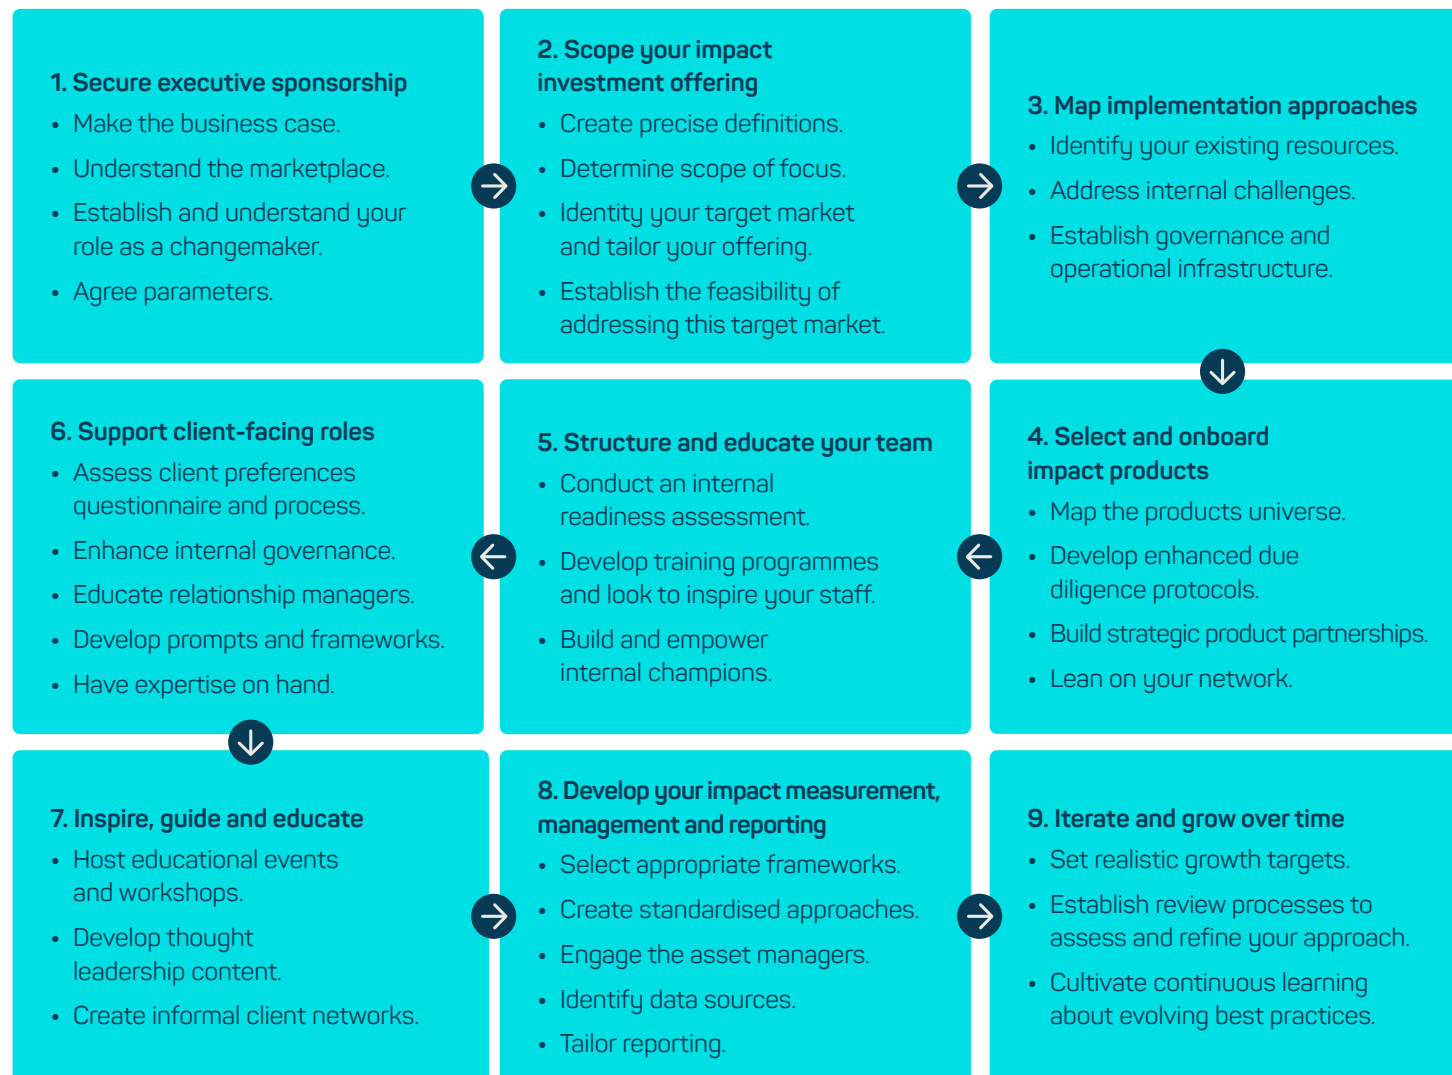 1. Secure executive sponsorship
• Make the business case.
• Understand the marketplace.
• Establish and understand your
role as a changemaker.
• Agree parameters.
2. Scope your impact
investment offering
• Create precise definitions.
• Determine scope of focus.
• Identity your target market
and tailor your offering.
• Establish the feasibility of
addressing this target market.
3. Map implementation approaches
• Identify your existing resources.
• Address internal challenges.
• Establish governance and
operational infrastructure.
4. Select and onboard
impact products
• Map the products universe.
• Develop enhanced due
diligence protocols.
• Build strategic product partnerships.
• Lean on your network.
5. Structure and educate your team
• Conduct an internal
readiness assessment.
• Develop training programmes
and look to inspire your staff.
• Build and empower
internal champions.
6. Support client-facing roles
• Assess client preferences
questionnaire and process.
• Enhance internal governance.
• Educate relationship managers.
• Develop prompts and frameworks.
• Have expertise on hand.
7. Inspire, guide and educate
• Host educational events
and workshops.
• Develop thought
leadership content.
• Create informal client networks.
8. Develop your impact measurement,
management and reporting
• Select appropriate frameworks.
• Create standardised approaches.
• Engage the asset managers.
• Identify data sources.
• Tailor reporting.
9. Iterate and grow over time
• Set realistic growth targets.
• Establish review processes to
assess and refine your approach.
• Cultivate continuous learning
about evolving best practices.